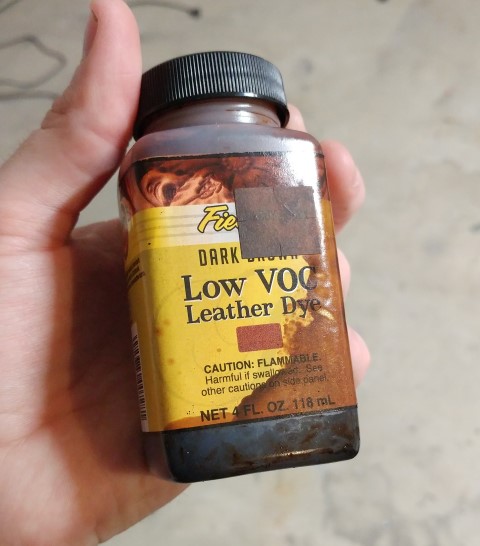 Fie
DARK BROWN
Low VOC
Leather Dye
CAUTION: FLAMMABLE.
Harmful if swallowed. See
other cautions on side panel.
NET 4 FL. OZ. 118 mL